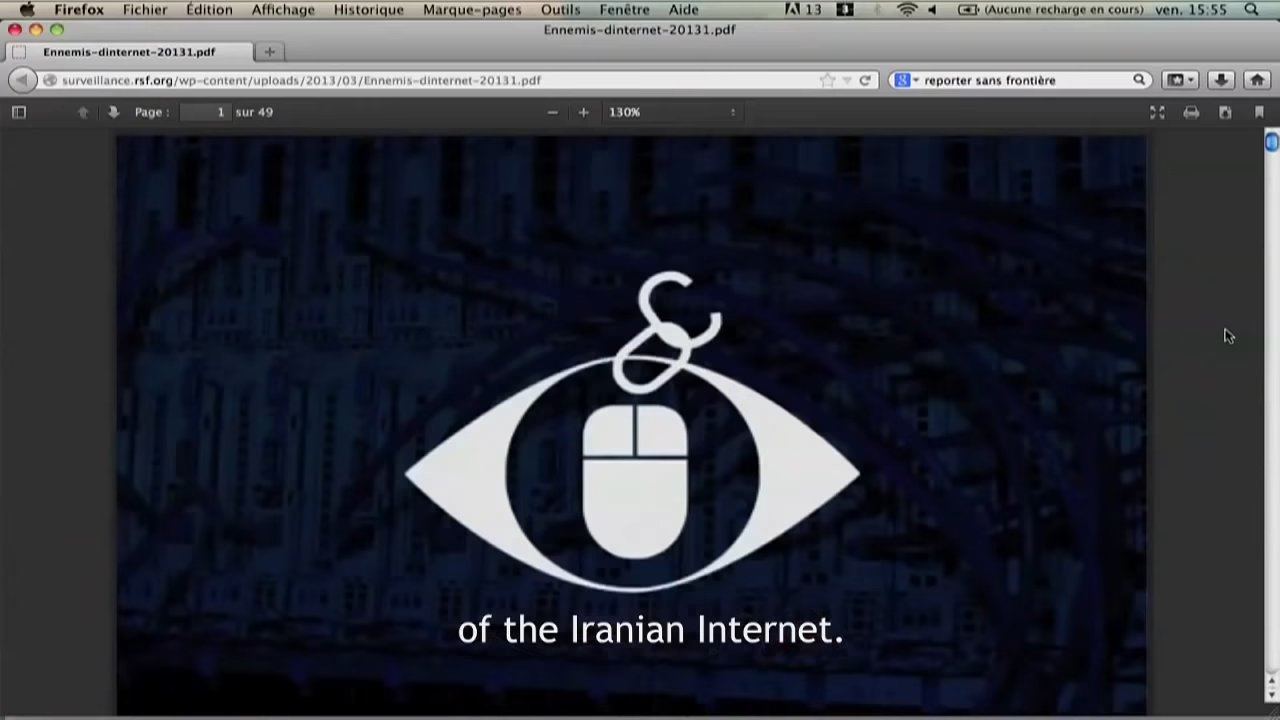 Firefox Fichier Édition Affichage Historique Marque-pages Outils Fenêtre Aide 13 (Aucune recharge en cours) ven. 15:55
Ennemis-dinternet-20131.pdf
Ennemis-dinternet-20131.pdf
surveillance.rsf.org/wp-content/uploads/2013/03/Ennemis-dinternet-20131.pdf reporter sans frontière
Page : 1 sur 49 130%
of the Iranian Internet.